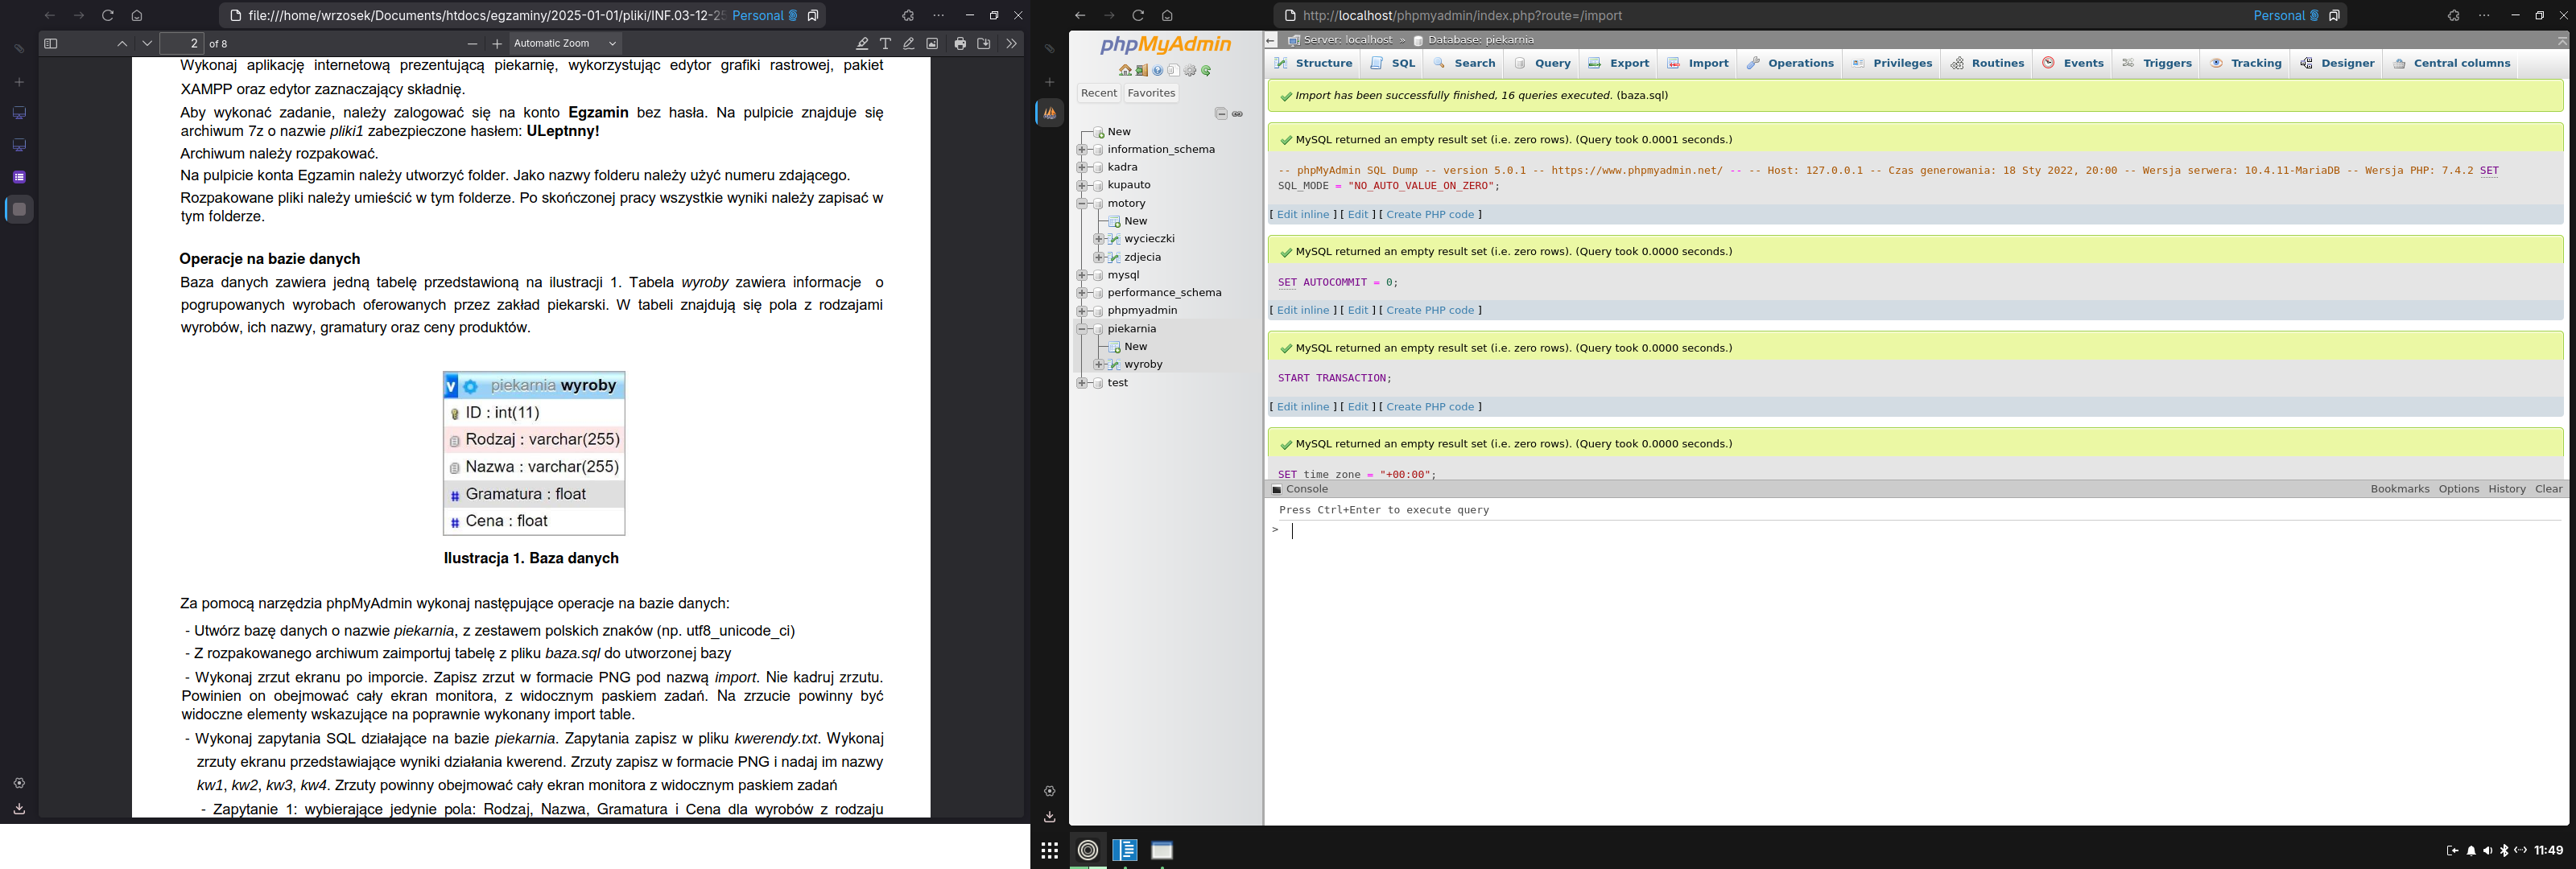 file:///home/wrzosek/Documents/htdocs/egzaminy/2025-01-01/pliki/INF.03-12-25
Personal
2 of 8
Automatic Zoom
Wykonaj aplikację internetową prezentującą piekarnię, wykorzystując edytor grafiki rastrowej, pakiet
XAMPP oraz edytor zaznaczający składnię.
Aby wykonać zadanie, należy zalogować się na konto Egzamin bez hasła. Na pulpicie znajduje się
archiwum 7z o nazwie pliki1 zabezpieczone hasłem: ULeptnny!
Archiwum należy rozpakować.
Na pulpicie konta Egzamin należy utworzyć folder. Jako nazwy folderu należy użyć numeru zdającego.
Rozpakowane pliki należy umieścić w tym folderze. Po skończonej pracy wszystkie wyniki należy zapisać w
tym folderze.
Operacje na bazie danych
Baza danych zawiera jedną tabelę przedstawioną na ilustracji 1. Tabela wyroby zawiera informacje o
pogrupowanych wyrobach oferowanych przez zakład piekarski. W tabeli znajdują się pola z rodzajami
wyrobów, ich nazwy, gramatury oraz ceny produktów.
v piekarnia wyroby
ID : int(11)
Rodzaj : varchar(255)
Nazwa : varchar(255)
# Gramatura : float
# Cena : float
Ilustracja 1. Baza danych
Za pomocą narzędzia phpMyAdmin wykonaj następujące operacje na bazie danych:
- Utwórz bazę danych o nazwie piekarnia, z zestawem polskich znaków (np. utf8_unicode_ci)
- Z rozpakowanego archiwum zaimportuj tabelę z pliku baza.sql do utworzonej bazy
- Wykonaj zrzut ekranu po imporcie. Zapisz zrzut w formacie PNG pod nazwą import. Nie kadruj zrzutu.
Powinien on obejmować cały ekran monitora, z widocznym paskiem zadań. Na zrzucie powinny być
widoczne elementy wskazujące na poprawnie wykonany import table.
- Wykonaj zapytania SQL działające na bazie piekarnia. Zapytania zapisz w pliku kwerendy.txt. Wykonaj
zrzuty ekranu przedstawiające wyniki działania kwerend. Zrzuty zapisz w formacie PNG i nadaj im nazwy
kw1, kw2, kw3, kw4. Zrzuty powinny obejmować cały ekran monitora z widocznym paskiem zadań
- Zapytanie 1: wybierające jedynie pola: Rodzaj, Nazwa, Gramatura i Cena dla wyrobów z rodzaju
http://localhost/phpmyadmin/index.php?route=/import
Personal
phpMyAdmin
Recent Favorites
New
information_schema
kadra
kupauto
motory
New
wycieczki
zdjecia
mysql
performance_schema
phpmyadmin
piekarnia
New
wyroby
test
Server: localhost » Database: piekarnia
Structure SQL Search Query Export Import Operations Privileges Routines Events Triggers Tracking Designer Central columns
Import has been successfully finished, 16 queries executed. (baza.sql)
MySQL returned an empty result set (i.e. zero rows). (Query took 0.0001 seconds.)
-- phpMyAdmin SQL Dump -- version 5.0.1 -- https://www.phpmyadmin.net/ -- -- Host: 127.0.0.1 -- Czas generowania: 18 Sty 2022, 20:00 -- Wersja serwera: 10.4.11-MariaDB -- Wersja PHP: 7.4.2 SET
SQL_MODE = "NO_AUTO_VALUE_ON_ZERO";
[ Edit inline ] [ Edit ] [ Create PHP code ]
MySQL returned an empty result set (i.e. zero rows). (Query took 0.0000 seconds.)
SET AUTOCOMMIT = 0;
[ Edit inline ] [ Edit ] [ Create PHP code ]
MySQL returned an empty result set (i.e. zero rows). (Query took 0.0000 seconds.)
START TRANSACTION;
[ Edit inline ] [ Edit ] [ Create PHP code ]
MySQL returned an empty result set (i.e. zero rows). (Query took 0.0000 seconds.)
SET time_zone = "+00:00";
Console
Bookmarks Options History Clear
Press Ctrl+Enter to execute query
>
11:49